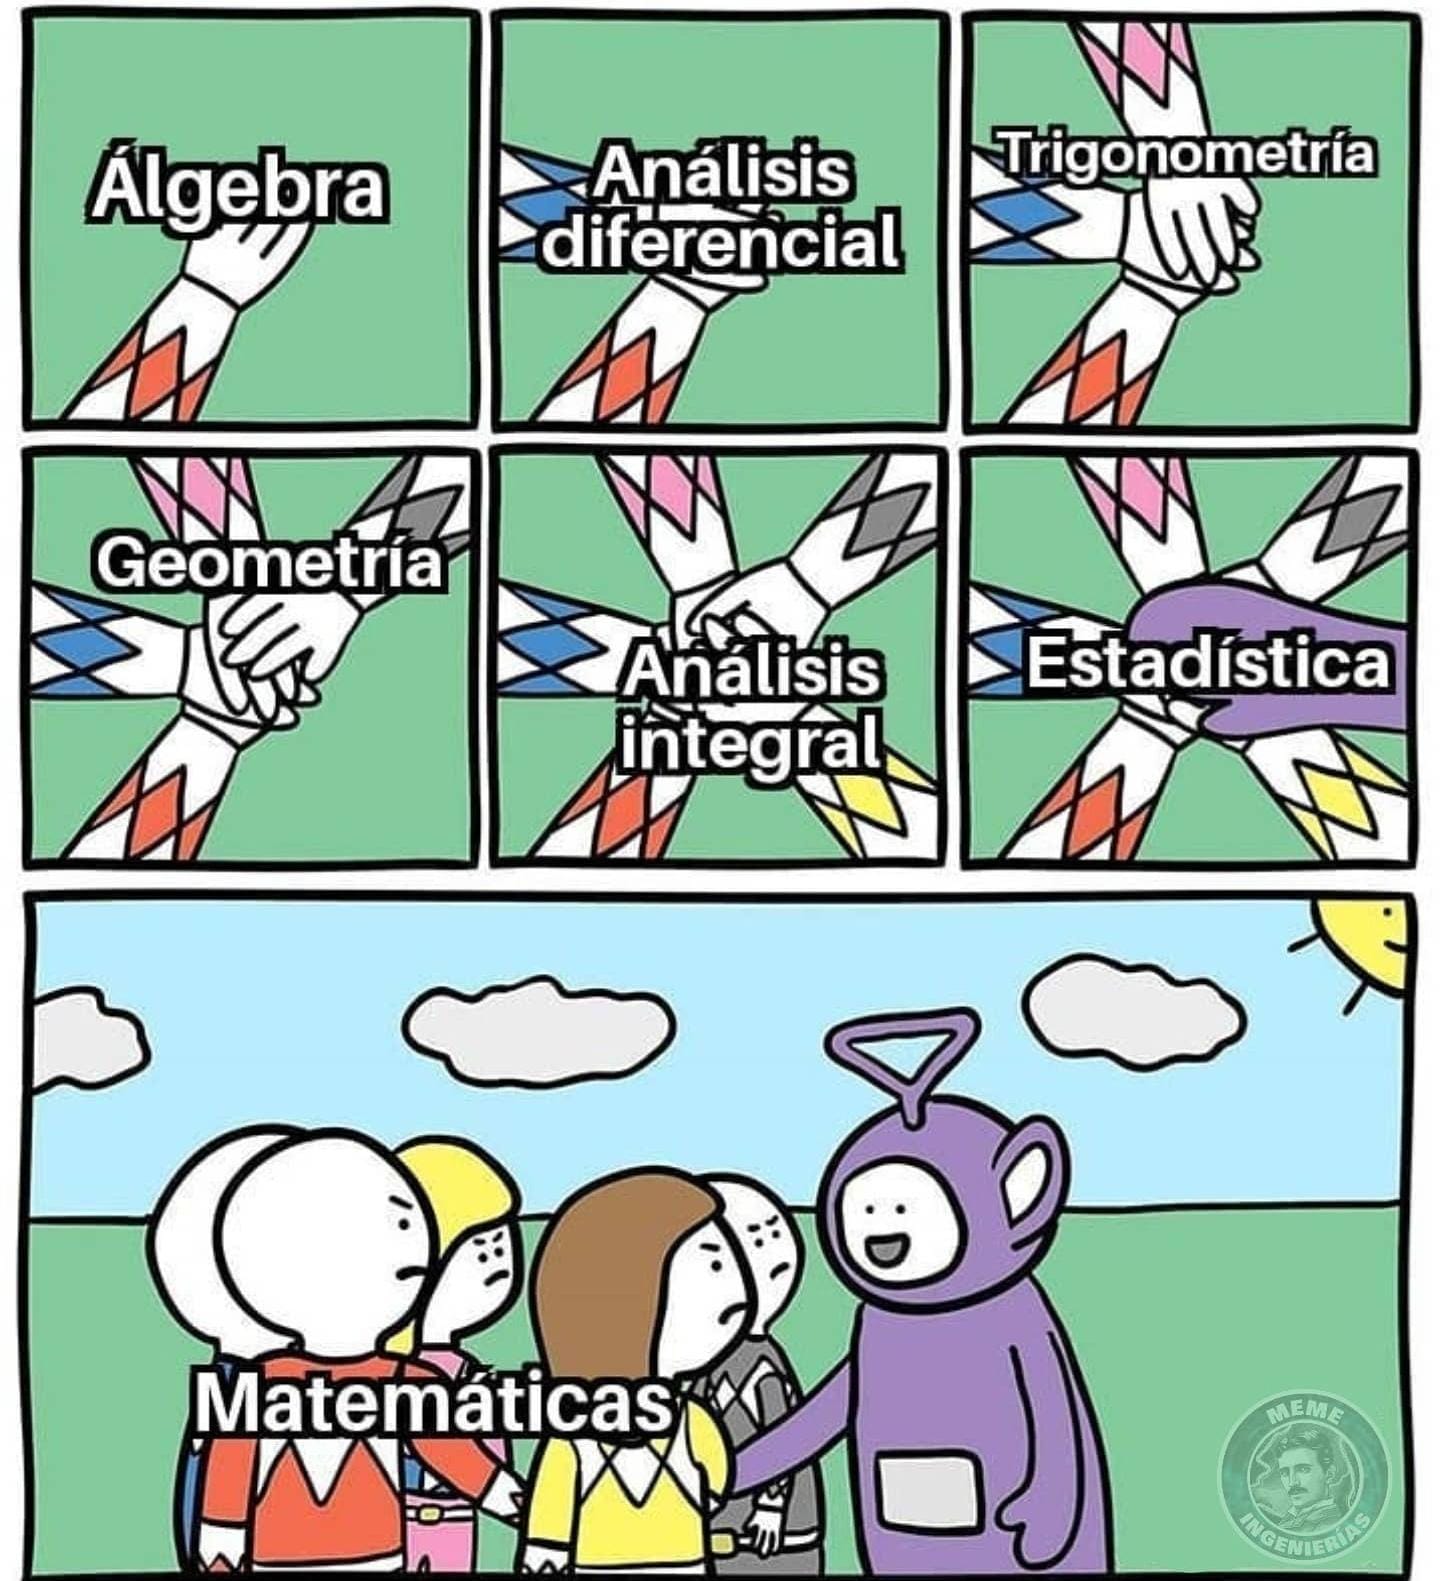 Álgebra
Análisis
diferencial
Trigonometría
Geometría
Análisis
integral
Estadística
Matemáticas
MEME
INGENIERÍAS